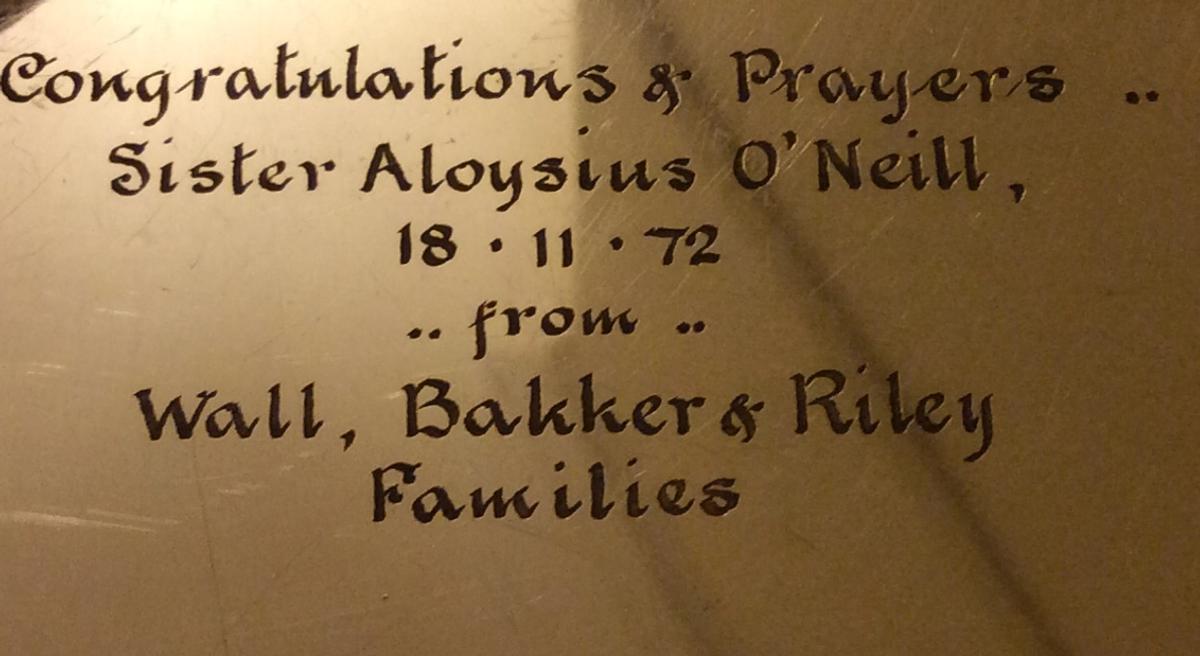 Congratulations & Prayers ..
Sister Aloysius O'Neill,
18 · 11 · 72
.. from ..
Wall, Bakker & Riley
Families